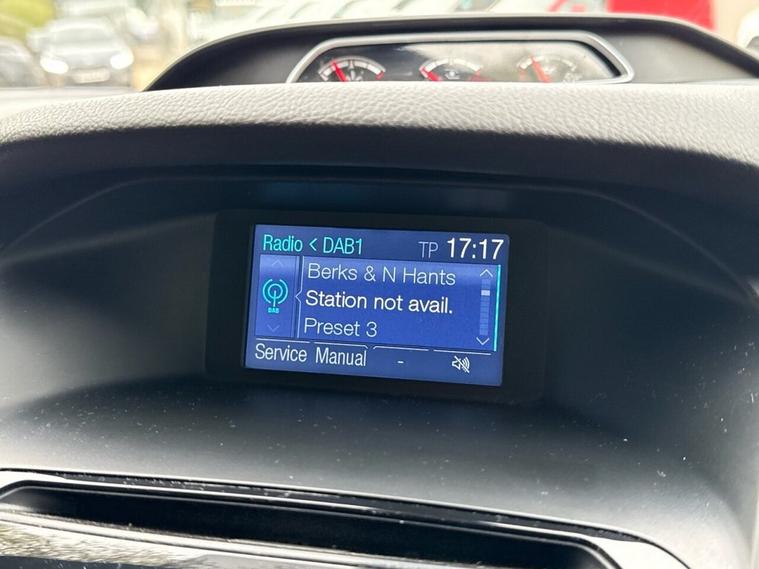 Radio < DAB1 TP 17:17
Berks & N Hants
DAB
Station not avail.
Preset 3
Service Manual -